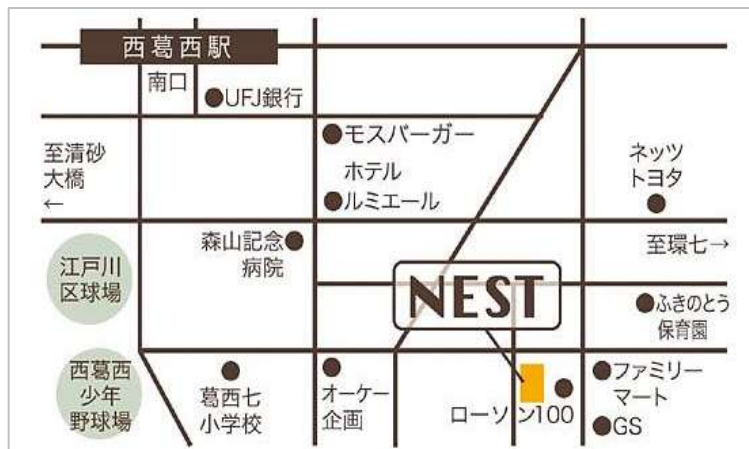 西葛西駅
南口
●UFJ銀行
●モスバーガー
ホテル
●ルミエール
至清砂
大橋
←
ネッツ
トヨタ
●
森山記念●
病院
至環七→
江戸川
区球場
NEST
●ふきのとう
保育園
西葛西
少年
野球場
●
葛西七
小学校
●
オーケー
企画
●
ローソン100
●ファミリー
マート
●GS